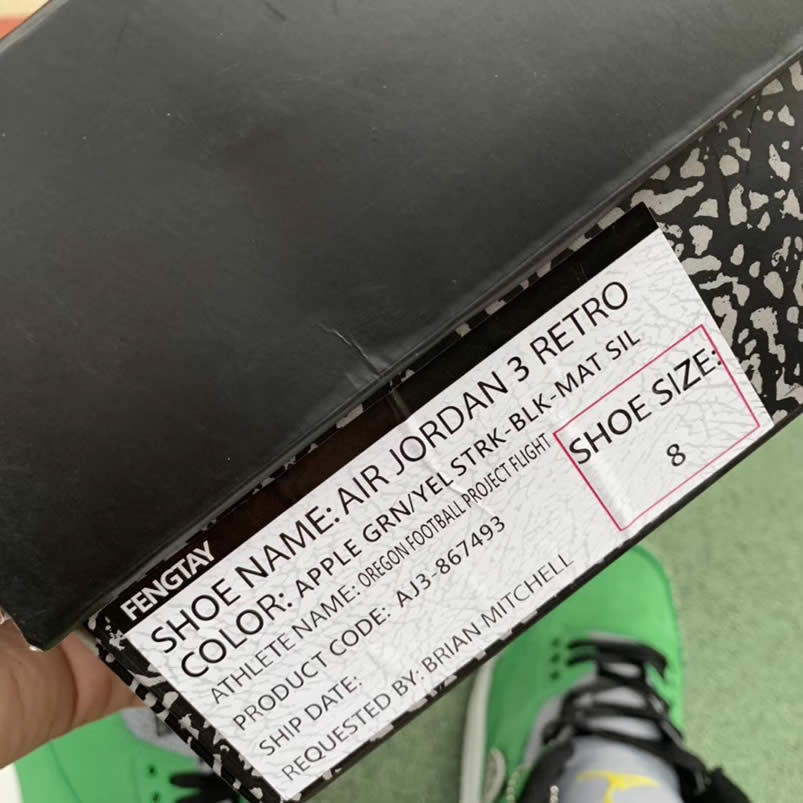 FENGTAY
SHOE NAME: AIR JORDAN 3 RETRO
COLOR: APPLE GRN/YEL STRK-BLK-MAT SIL
ATHLETE NAME: OREGON FOOTBALL PROJECT FLIGHT
PRODUCT CODE: AJ3-867493
SHIP DATE:
REQUESTED BY: BRIAN MITCHELL
SHOE SIZE:
8